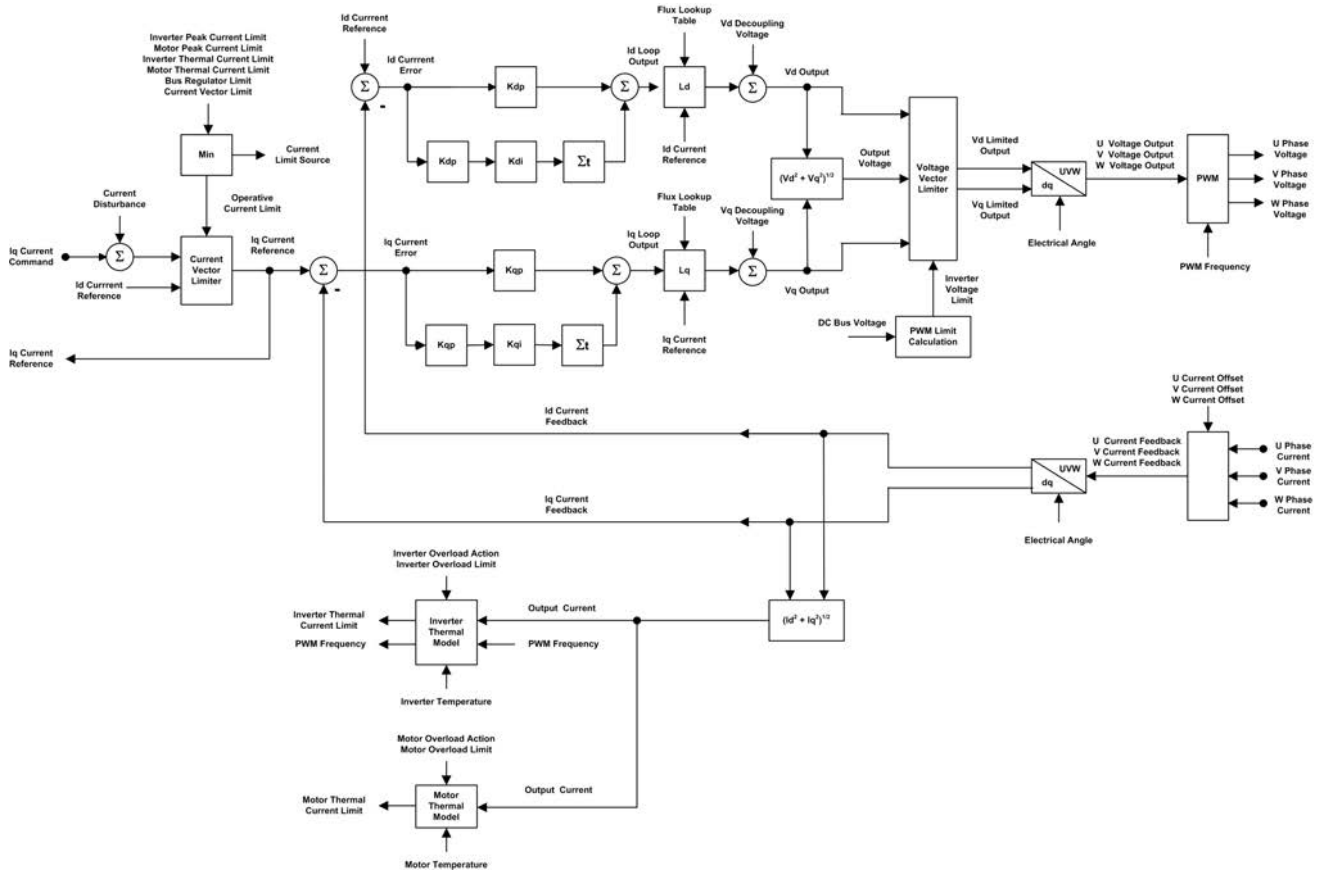 Inverter Peak Current Limit
Motor Peak Current Limit
Inverter Thermal Current Limit
Motor Thermal Current Limit
Bus Regulator Limit
Current Vector Limit
Min
Current
Limit Source
Operative
Current Limit
Current
Disturbance
Iq Current
Command
Σ
Id Currrent
Reference
Current
Vector
Limiter
Iq Current
Reference
Iq Current
Reference
Id Currrent
Reference
Σ
-
Id Currrent
Error
Kdp
Kdp
Kdi
Σt
Σ
Id Loop
Output
Flux Lookup
Table
Ld
Id Current
Reference
Vd Decoupling
Voltage
Σ
Vd Output
Σ
-
Iq Current
Error
Kqp
Kqp
Kqi
Σt
Σ
Iq Loop
Output
Flux Lookup
Table
Lq
Iq Current
Reference
Vq Decoupling
Voltage
Σ
Vq Output
(Vd² + Vq²)¹/²
Output
Voltage
Voltage
Vector
Limiter
Inverter
Voltage
Limit
DC Bus Voltage
PWM Limit
Calculation
Vd Limited
Output
Vq Limited
Output
UVW
dq
Electrical Angle
U Voltage Output
V Voltage Output
W Voltage Output
PWM
PWM Frequency
U Phase
Voltage
V Phase
Voltage
W Phase
Voltage
Id Current
Feedback
Iq Current
Feedback
UVW
dq
Electrical Angle
U Current Feedback
V Current Feedback
W Current Feedback
U Current Offset
V Current Offset
W Current Offset
U Phase
Current
V Phase
Current
W Phase
Current
(Id² + Iq²)¹/²
Inverter Overload Action
Inverter Overload Limit
Inverter Thermal
Current Limit
PWM Frequency
Inverter
Thermal
Model
Output Current
PWM Frequency
Inverter Temperature
Motor Overload Action
Motor Overload Limit
Motor Thermal
Current Limit
Motor
Thermal
Model
Output Current
Motor Temperature